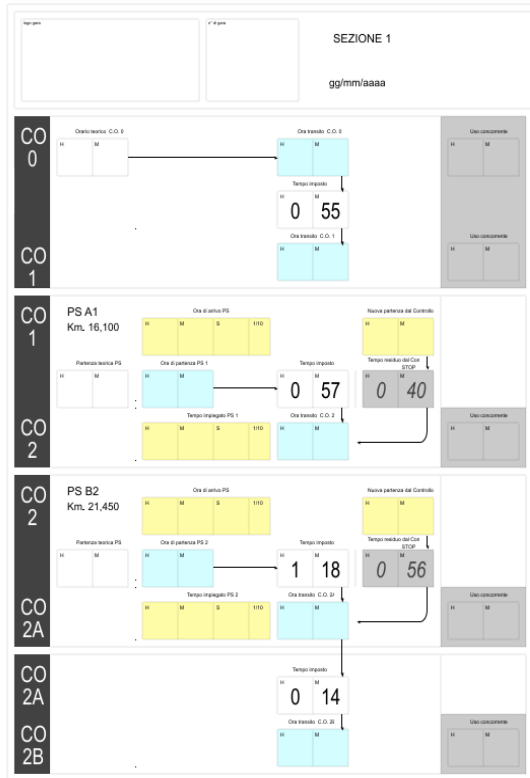 logo gara
n° di gara
SEZIONE 1
gg/mm/aaaa
CO
0
Orario teorico C.O. 0
H M
Ora transito C.O. 0
H M
Uso concorrente
H M
Tempo imposto
H M
0 55
Ora transito C.O. 1
H M
Uso concorrente
H M
CO
1
CO
1
PS A1
Km. 16,100
Ora di arrivo PS
H M S 1/10
Nuova partenza dal Controllo
H M
Partenza teorica PS
H M
Ora di partenza PS 1
H M
Tempo imposto
H M
0 57
Tempo residuo dal Con
STOP
H M
0 40
CO
2
Tempo impiegato PS 1
H M S 1/10
Ora transito C.O. 2
H M
Uso concorrente
H M
CO
2
PS B2
Km. 21,450
Ora di arrivo PS
H M S 1/10
Nuova partenza dal Controllo
H M
Partenza teorica PS
H M
Ora di partenza PS 2
H M
Tempo imposto
H M
1 18
Tempo residuo dal Con
STOP
H M
0 56
CO
2A
Tempo impiegato PS 2
H M S 1/10
Ora transito C.O. 2/
H M
Uso concorrente
H M
CO
2A
Tempo imposto
H M
0 14
CO
2B
Ora transito C.O. 2E
H M
Uso concorrente
H M